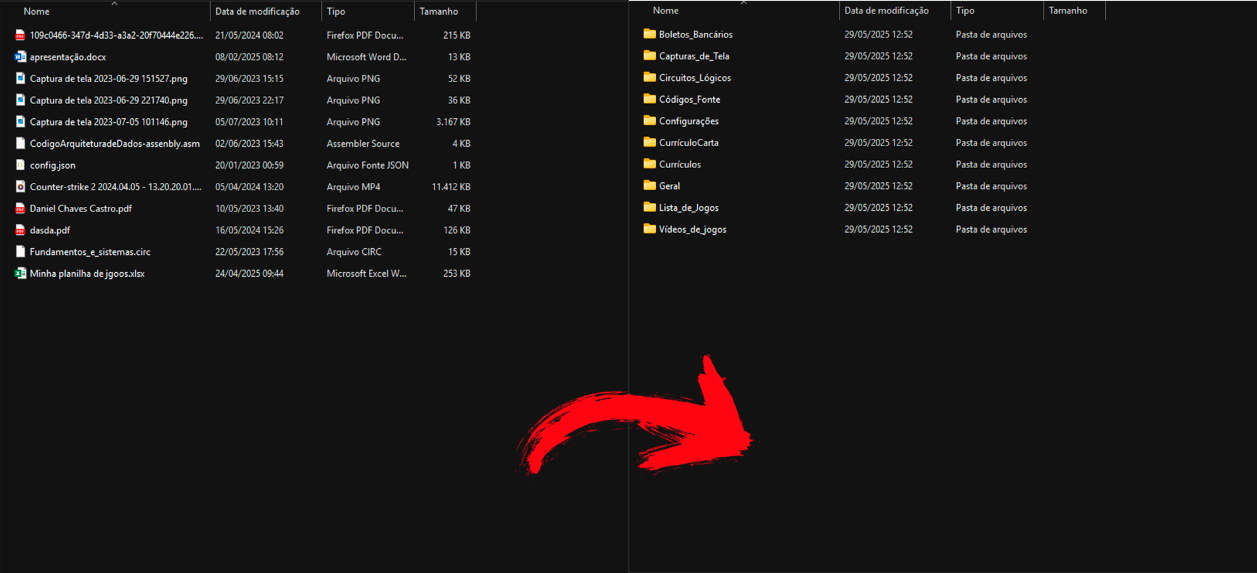 Nome Data de modificação Tipo Tamanho
109c0466-347d-4d33-a3a2-20f70444e226.... 21/05/2024 08:02 Firefox PDF Docu... 215 KB
apresentação.docx 08/02/2025 08:12 Microsoft Word D... 13 KB
Captura de tela 2023-06-29 151527.png 29/06/2023 15:15 Arquivo PNG 52 KB
Captura de tela 2023-06-29 221740.png 29/06/2023 22:17 Arquivo PNG 36 KB
Captura de tela 2023-07-05 101146.png 05/07/2023 10:11 Arquivo PNG 3.167 KB
CodigoArquiteturadeDados-assenbly.asm 02/06/2023 15:43 Assembler Source 4 KB
config.json 20/01/2023 00:59 Arquivo Fonte JSON 1 KB
Counter-strike 2 2024.04.05 - 13.20.20.01.... 05/04/2024 13:20 Arquivo MP4 11.412 KB
Daniel Chaves Castro.pdf 10/05/2023 13:40 Firefox PDF Docu... 47 KB
dasda.pdf 16/05/2024 15:26 Firefox PDF Docu... 126 KB
Fundamentos_e_sistemas.circ 22/05/2023 17:56 Arquivo CIRC 15 KB
Minha planilha de jgoos.xlsx 24/04/2025 09:44 Microsoft Excel W... 253 KB
Nome Data de modificação Tipo Tamanho
Boletos_Bancários 29/05/2025 12:52 Pasta de arquivos
Capturas_de_Tela 29/05/2025 12:52 Pasta de arquivos
Circuitos_Lógicos 29/05/2025 12:52 Pasta de arquivos
Códigos_Fonte 29/05/2025 12:52 Pasta de arquivos
Configurações 29/05/2025 12:52 Pasta de arquivos
CurrículoCarta 29/05/2025 12:52 Pasta de arquivos
Currículos 29/05/2025 12:52 Pasta de arquivos
Geral 29/05/2025 12:52 Pasta de arquivos
Lista_de_Jogos 29/05/2025 12:52 Pasta de arquivos
Vídeos_de_jogos 29/05/2025 12:52 Pasta de arquivos